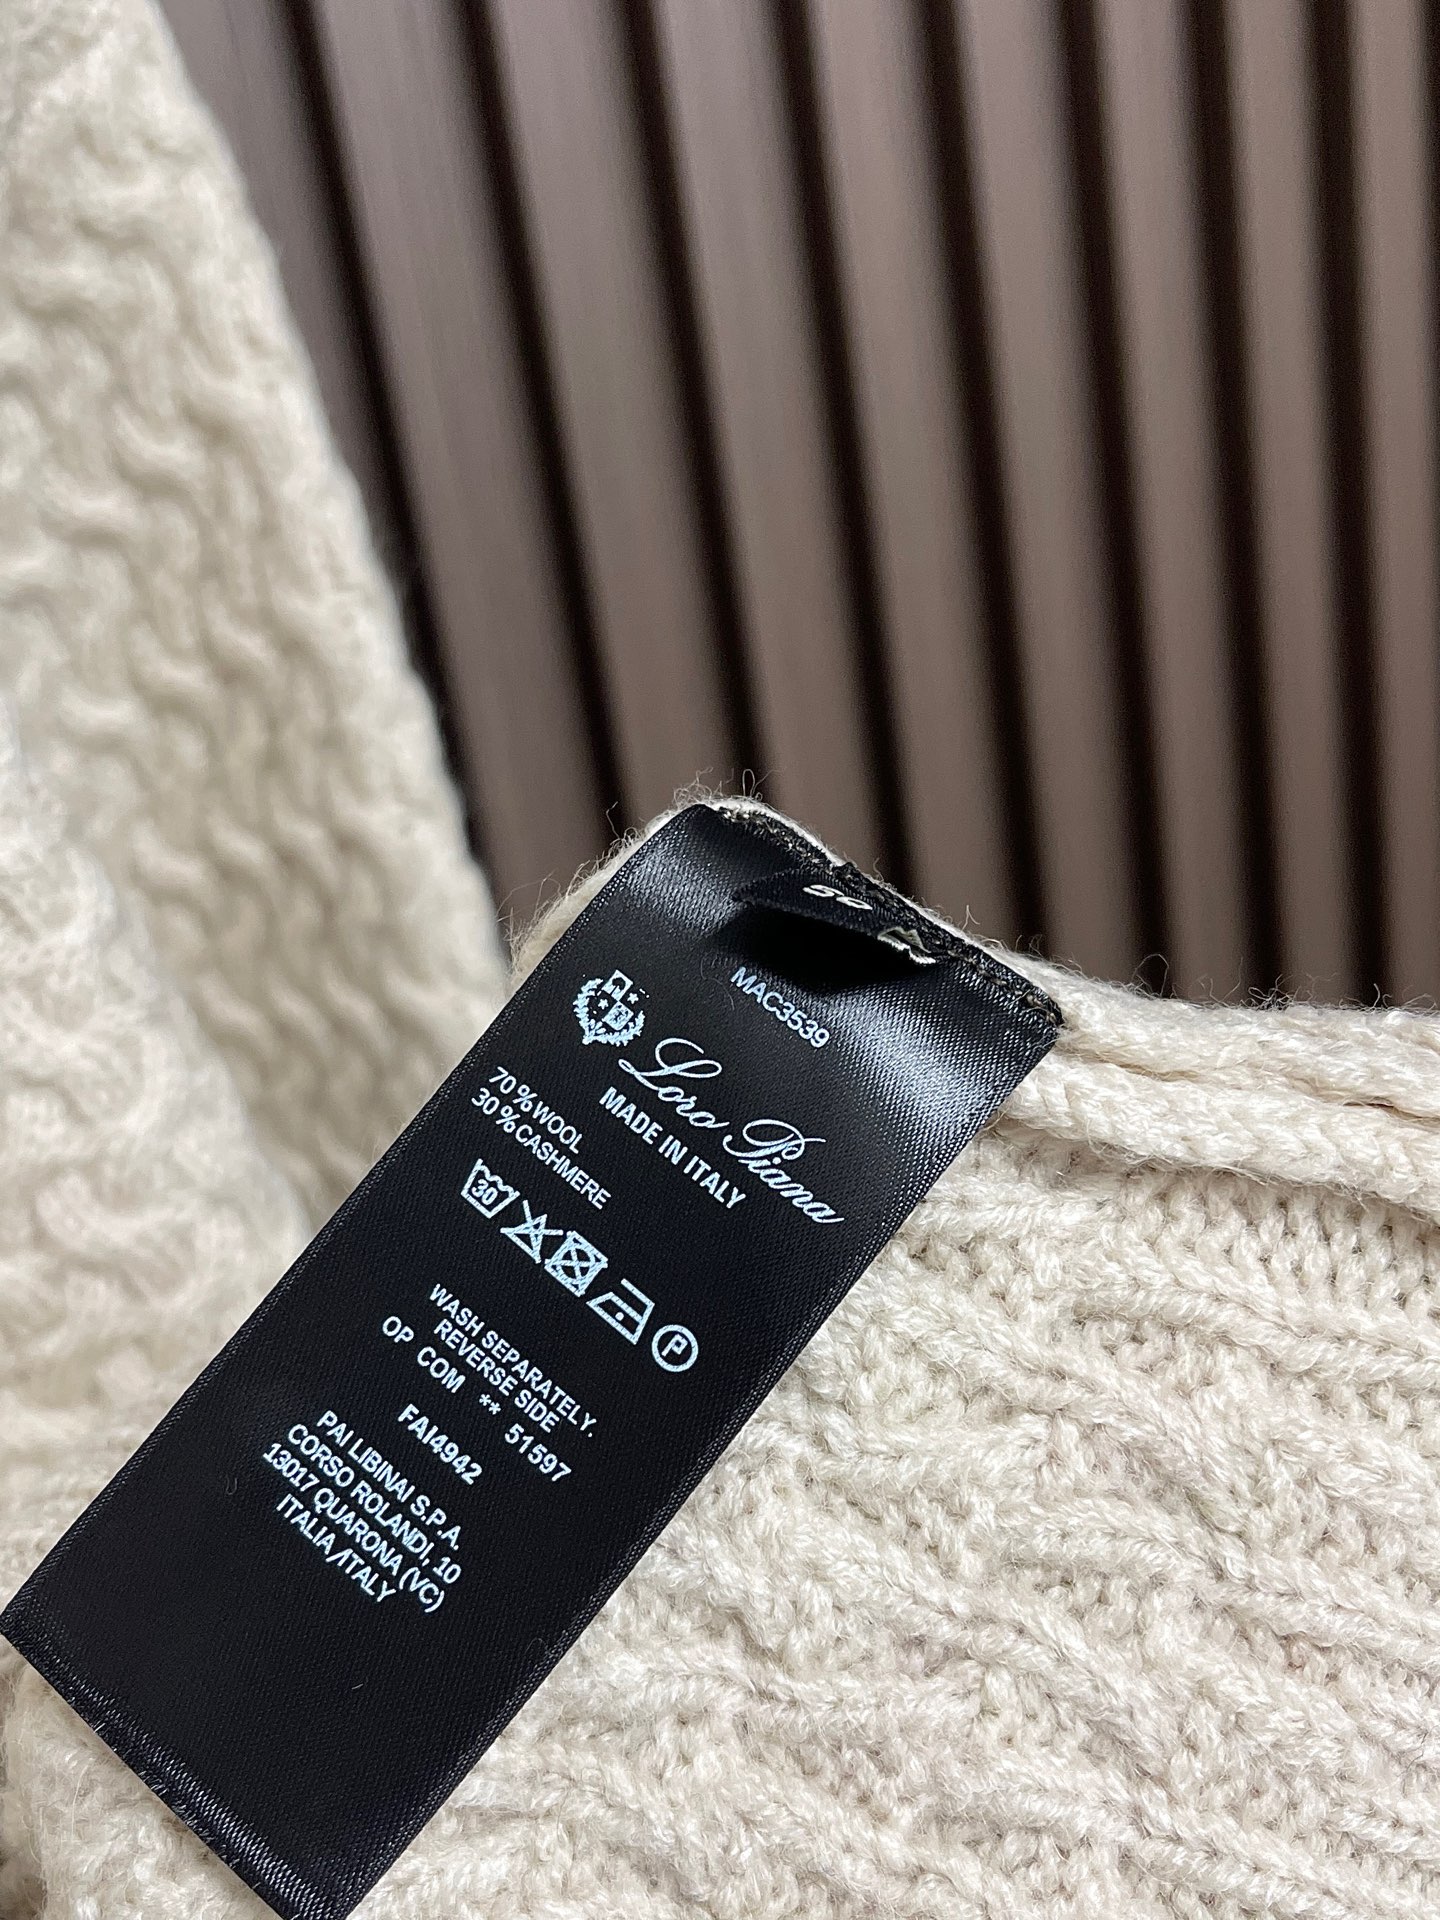 50
MAC3539
Loro Piana
MADE IN ITALY
70%WOOL
30%CASHMERE
30
P
WASH SEPARATELY.
REVERSE SIDE
OP COM ** 51597
FAI4942
PAI LIBINAI S.P.A.
CORSO ROLANDI, 10
13017 QUARONA (VC)
ITALIA/ITALY